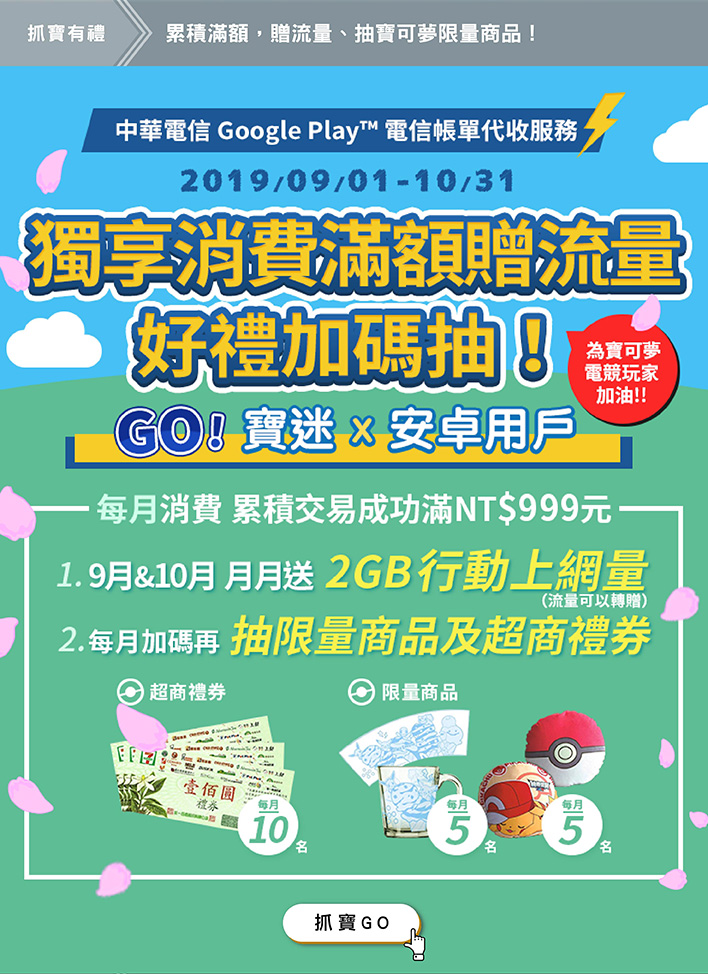 抓寶有禮
累積滿額，贈流量、抽寶可夢限量商品！
中華電信 Google Play™ 電信帳單代收服務
2019/09/01-10/31
獨享消費滿額贈流量
好禮加碼抽！
為寶可夢
電競玩家
加油!!
GO! 寶迷 x 安卓用戶
每月消費 累積交易成功滿NT$999元
1. 9月&10月 月月送 2GB行動上網量
(流量可以轉贈)
2. 每月加碼再 抽限量商品及超商禮券
超商禮券
限量商品
壹佰圓
禮券
每月
10
名
每月
5
名
每月
5
名
抓寶GO